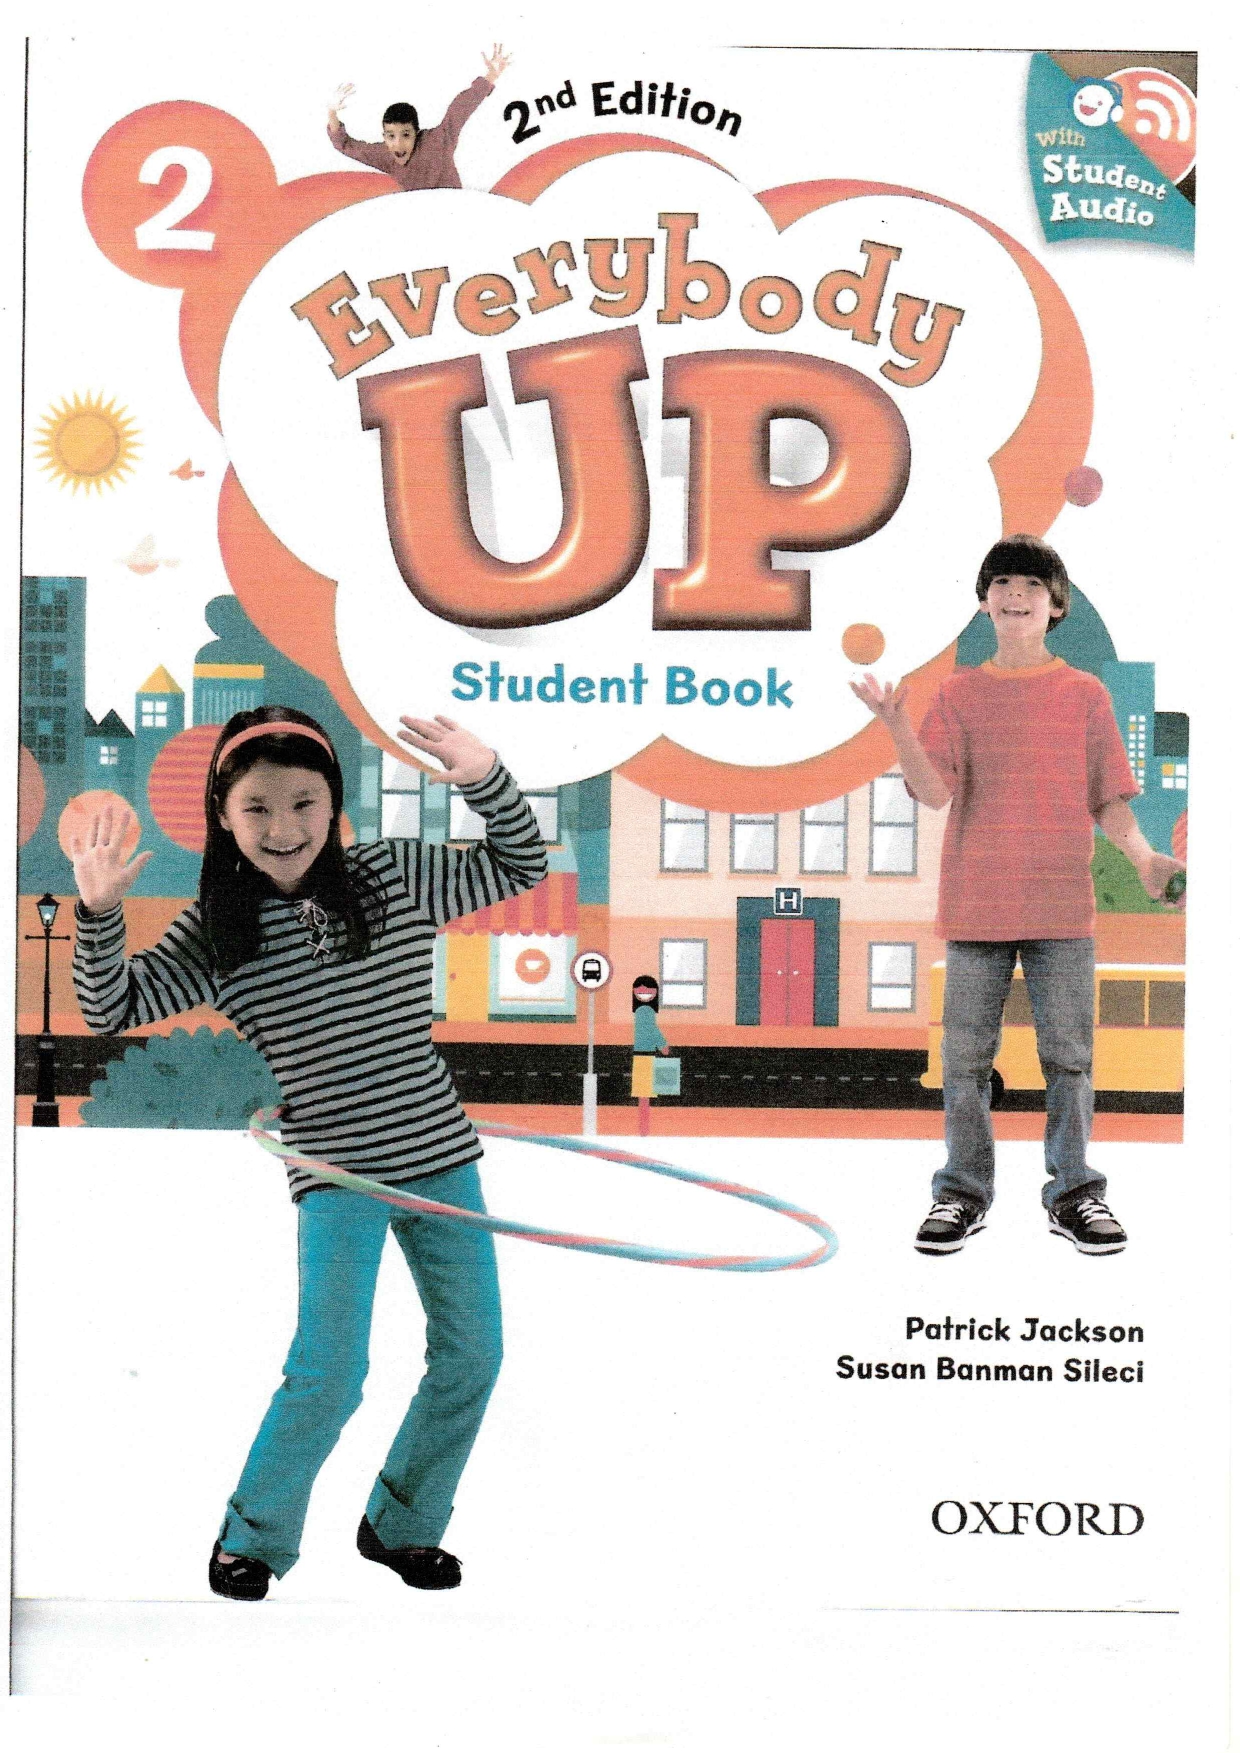 2nd Edition
2
With
Student
Audio
Everybody
UP
Student Book
H
Patrick Jackson
Susan Banman Sileci
OXFORD